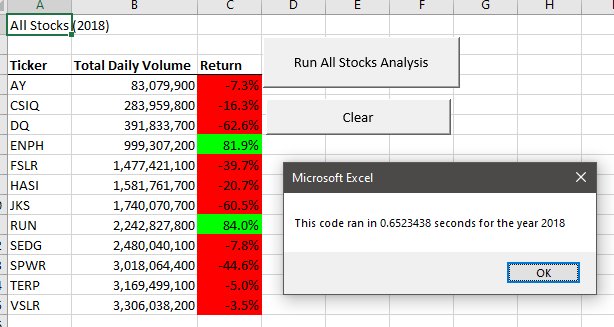 A B C D E F G H
All Stocks (2018)
Run All Stocks Analysis
Ticker Total Daily Volume Return
AY 83,079,900 -7.3%
Clear
CSIQ 283,959,800 -16.3%
DQ 391,833,700 -62.6%
ENPH 999,307,200 81.9%
FSLR 1,477,421,100 -39.7%
HASI 1,581,761,700 -20.7%
JKS 1,740,070,700 -60.5%
RUN 2,242,827,800 84.0%
SEDG 2,480,040,100 -7.8%
SPWR 3,018,064,400 -44.6%
TERP 3,169,499,100 -5.0%
VSLR 3,306,038,200 -3.5%
Microsoft Excel
This code ran in 0.6523438 seconds for the year 2018
OK